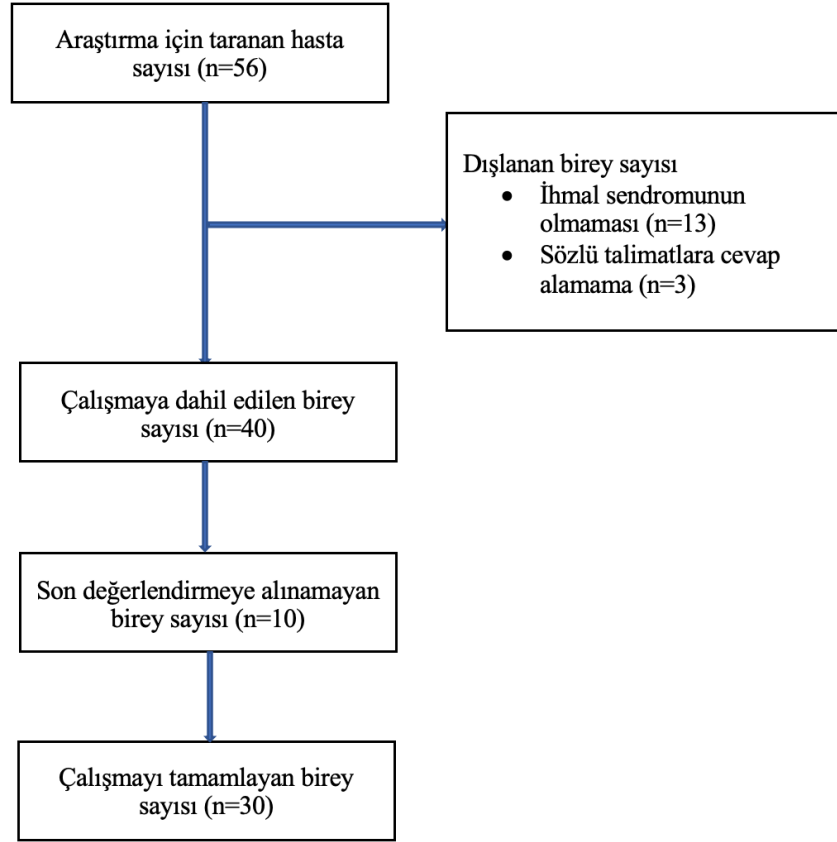 Araştırma için taranan hasta
sayısı (n=56)
Dışlanan birey sayısı
• İhmal sendromunun
olmaması (n=13)
• Sözlü talimatlara cevap
alamama (n=3)
Çalışmaya dahil edilen birey
sayısı (n=40)
Son değerlendirmeye alınamayan
birey sayısı (n=10)
Çalışmayı tamamlayan birey
sayısı (n=30)